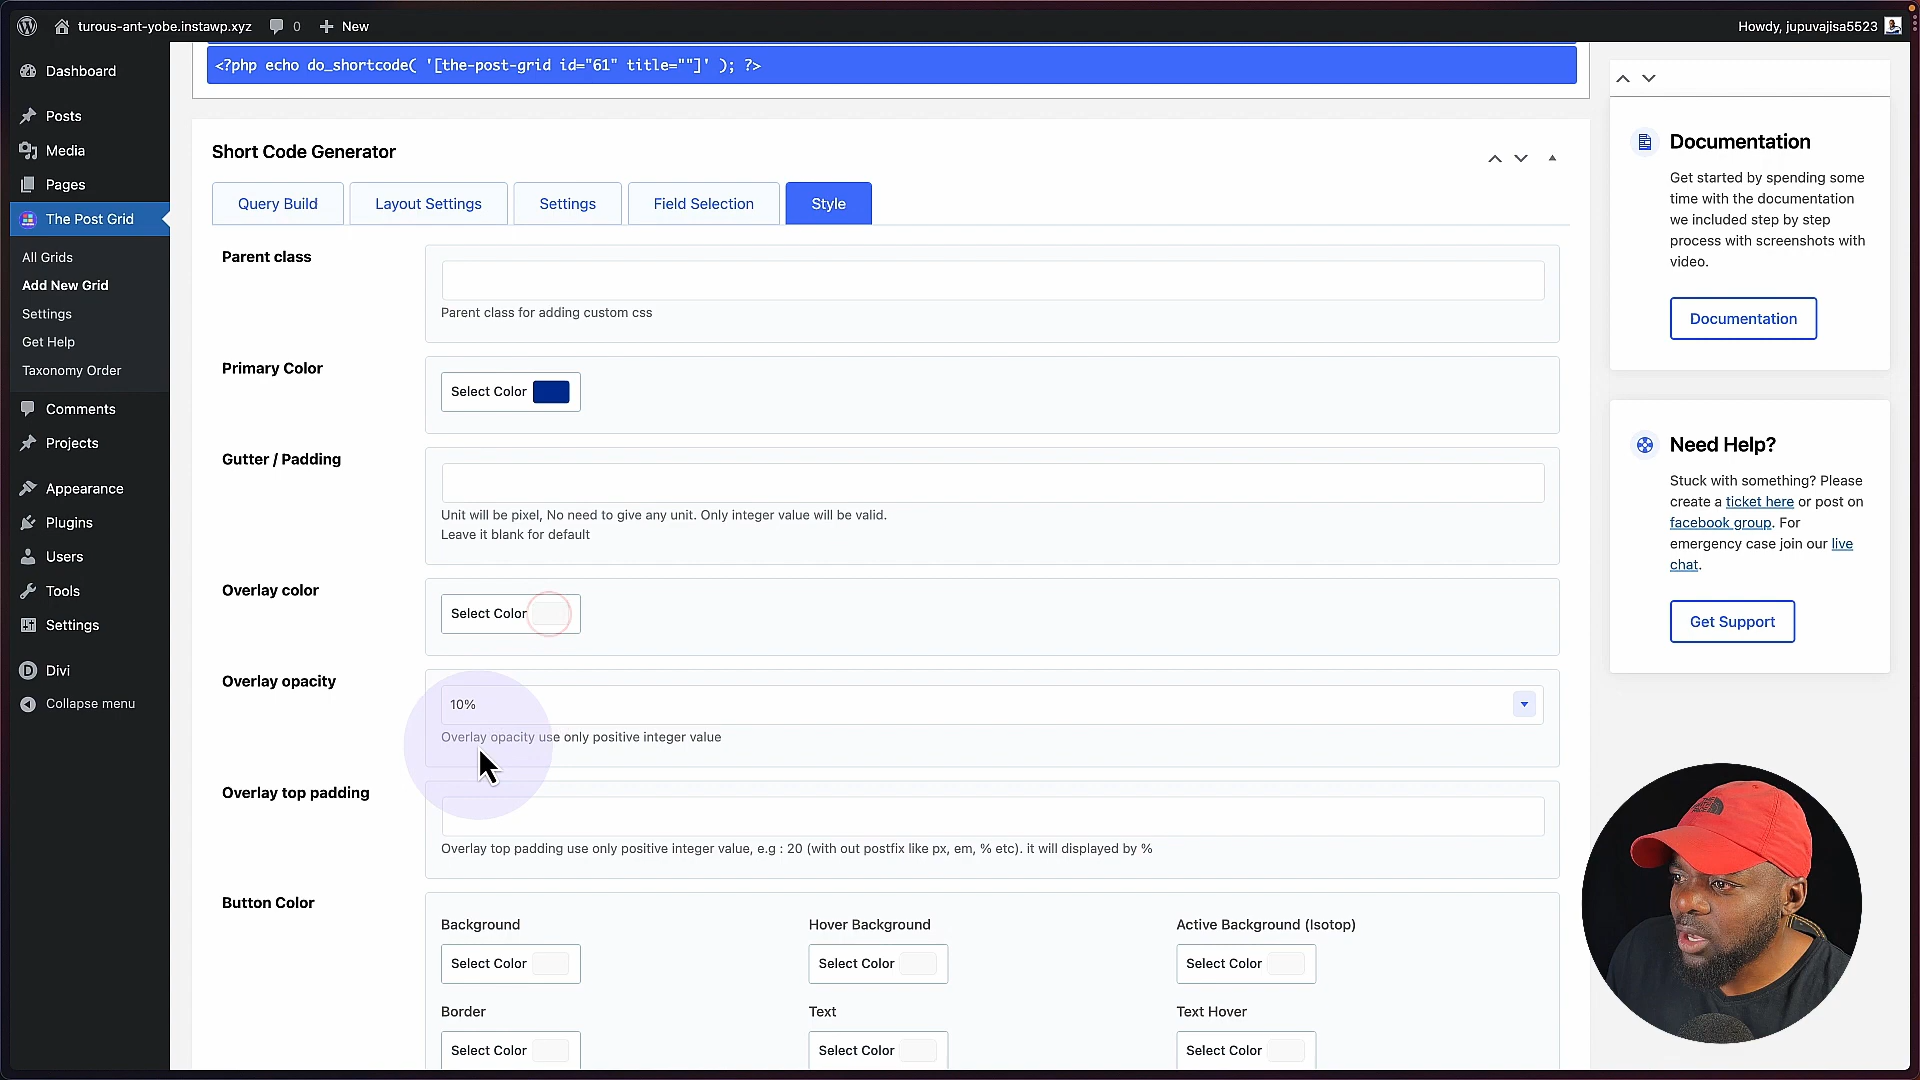 turous-ant-yobe.instawp.xyz
0
New
Howdy, jupuvajisa5523
Dashboard
Posts
Media
Pages
The Post Grid
All Grids
Add New Grid
Settings
Get Help
Taxonomy Order
Comments
Projects
Appearance
Plugins
Users
Tools
Settings
Divi
Collapse menu
<?php echo do_shortcode( '[the-post-grid id="61" title=""]' ); ?>
Short Code Generator
Query Build
Layout Settings
Settings
Field Selection
Style
Parent class
Parent class for adding custom css
Primary Color
Select Color
Gutter / Padding
Unit will be pixel, No need to give any unit. Only integer value will be valid.
Leave it blank for default
Overlay color
Select Color
Overlay opacity
10%
Overlay opacity use only positive integer value
Overlay top padding
Overlay top padding use only positive integer value, e.g : 20 (with out postfix like px, em, % etc). it will displayed by %
Button Color
Background
Hover Background
Active Background (Isotop)
Select Color
Select Color
Select Color
Border
Text
Text Hover
Select Color
Select Color
Select Color
Documentation
Get started by spending some
time with the documentation
we included step by step
process with screenshots with
video.
Documentation
Need Help?
Stuck with something? Please
create a ticket here or post on
facebook group. For
emergency case join our live
chat.
Get Support